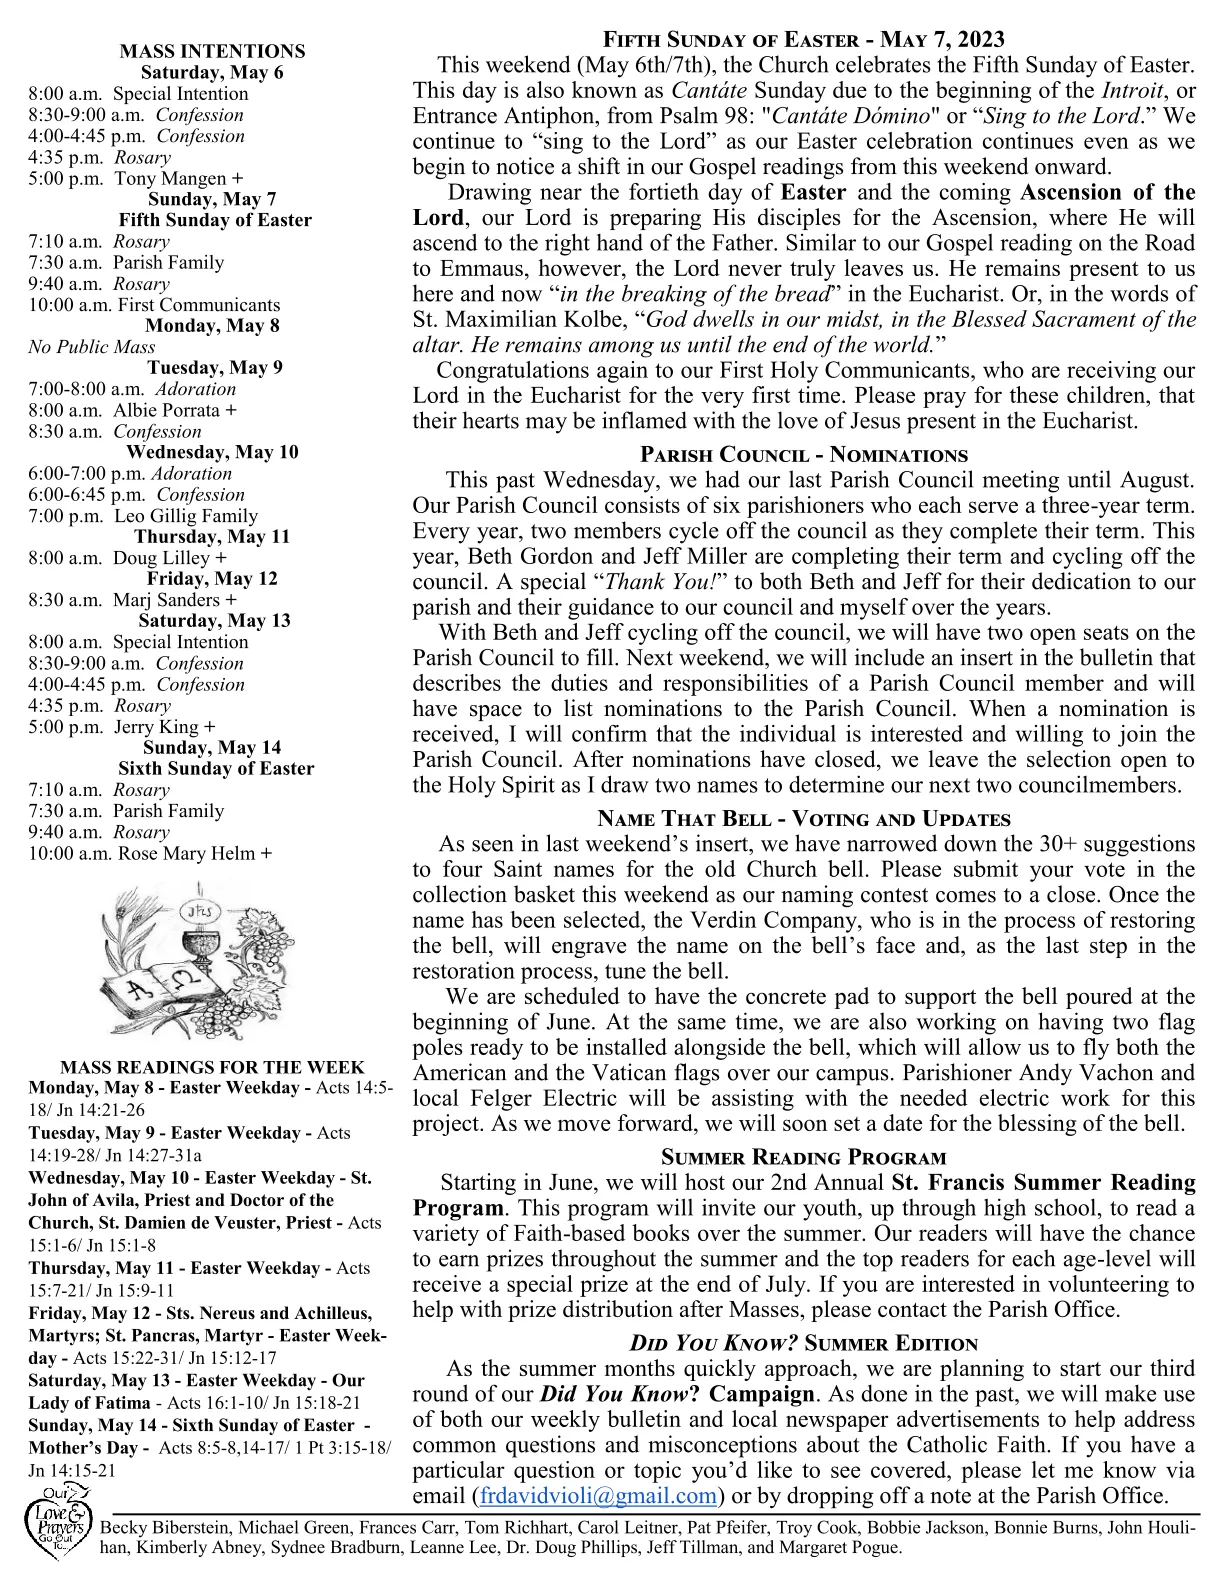 MASS INTENTIONS
Saturday, May 6
8:00 a.m.  Special Intention
8:30-9:00 a.m.  Confession
4:00-4:45 p.m.  Confession
4:35 p.m.  Rosary
5:00 p.m.  Tony Mangen +
Sunday, May 7
Fifth Sunday of Easter
7:10 a.m.  Rosary
7:30 a.m.  Parish Family
9:40 a.m.  Rosary
10:00 a.m. First Communicants
Monday, May 8
No Public Mass
Tuesday, May 9
7:00-8:00 a.m.  Adoration
8:00 a.m.  Albie Porrata +
8:30 a.m.  Confession
Wednesday, May 10
6:00-7:00 p.m. Adoration
6:00-6:45 p.m.  Confession
7:00 p.m.  Leo Gillig Family
Thursday, May 11
8:00 a.m.  Doug Lilley +
Friday, May 12
8:30 a.m.  Marj Sanders +
Saturday, May 13
8:00 a.m.  Special Intention
8:30-9:00 a.m.  Confession
4:00-4:45 p.m.  Confession
4:35 p.m.  Rosary
5:00 p.m.  Jerry King +
Sunday, May 14
Sixth Sunday of Easter
7:10 a.m.  Rosary
7:30 a.m.  Parish Family
9:40 a.m.  Rosary
10:00 a.m. Rose Mary Helm +
JHS
A Ω
MASS READINGS FOR THE WEEK
Monday, May 8 - Easter Weekday - Acts 14:5-
18/ Jn 14:21-26
Tuesday, May 9 - Easter Weekday - Acts
14:19-28/ Jn 14:27-31a
Wednesday, May 10 - Easter Weekday - St.
John of Avila, Priest and Doctor of the
Church, St. Damien de Veuster, Priest - Acts
15:1-6/ Jn 15:1-8
Thursday, May 11 - Easter Weekday - Acts
15:7-21/ Jn 15:9-11
Friday, May 12 - Sts. Nereus and Achilleus,
Martyrs; St. Pancras, Martyr - Easter Week-
day - Acts 15:22-31/ Jn 15:12-17
Saturday, May 13 - Easter Weekday - Our
Lady of Fatima - Acts 16:1-10/ Jn 15:18-21
Sunday, May 14 - Sixth Sunday of Easter -
Mother's Day - Acts 8:5-8,14-17/ 1 Pt 3:15-18/
Jn 14:15-21
FIFTH SUNDAY OF EASTER - MAY 7, 2023
This weekend (May 6th/7th), the Church celebrates the Fifth Sunday of Easter.
This day is also known as Cantáte Sunday due to the beginning of the Introit, or
Entrance Antiphon, from Psalm 98: "Cantáte Dómino" or “Sing to the Lord.” We
continue to “sing to the Lord” as our Easter celebration continues even as we
begin to notice a shift in our Gospel readings from this weekend onward.
Drawing near the fortieth day of Easter and the coming Ascension of the
Lord, our Lord is preparing His disciples for the Ascension, where He will
ascend to the right hand of the Father. Similar to our Gospel reading on the Road
to Emmaus, however, the Lord never truly leaves us. He remains present to us
here and now “in the breaking of the bread” in the Eucharist. Or, in the words of
St. Maximilian Kolbe, “God dwells in our midst, in the Blessed Sacrament of the
altar. He remains among us until the end of the world.”
Congratulations again to our First Holy Communicants, who are receiving our
Lord in the Eucharist for the very first time. Please pray for these children, that
their hearts may be inflamed with the love of Jesus present in the Eucharist.
PARISH COUNCIL - NOMINATIONS
This past Wednesday, we had our last Parish Council meeting until August.
Our Parish Council consists of six parishioners who each serve a three-year term.
Every year, two members cycle off the council as they complete their term. This
year, Beth Gordon and Jeff Miller are completing their term and cycling off the
council. A special “Thank You!” to both Beth and Jeff for their dedication to our
parish and their guidance to our council and myself over the years.
With Beth and Jeff cycling off the council, we will have two open seats on the
Parish Council to fill. Next weekend, we will include an insert in the bulletin that
describes the duties and responsibilities of a Parish Council member and will
have space to list nominations to the Parish Council. When a nomination is
received, I will confirm that the individual is interested and willing to join the
Parish Council. After nominations have closed, we leave the selection open to
the Holy Spirit as I draw two names to determine our next two councilmembers.
NAME THAT BELL - VOTING AND UPDATES
As seen in last weekend’s insert, we have narrowed down the 30+ suggestions
to four Saint names for the old Church bell. Please submit your vote in the
collection basket this weekend as our naming contest comes to a close. Once the
name has been selected, the Verdin Company, who is in the process of restoring
the bell, will engrave the name on the bell’s face and, as the last step in the
restoration process, tune the bell.
We are scheduled to have the concrete pad to support the bell poured at the
beginning of June. At the same time, we are also working on having two flag
poles ready to be installed alongside the bell, which will allow us to fly both the
American and the Vatican flags over our campus. Parishioner Andy Vachon and
local Felger Electric will be assisting with the needed electric work for this
project. As we move forward, we will soon set a date for the blessing of the bell.
SUMMER READING PROGRAM
Starting in June, we will host our 2nd Annual St. Francis Summer Reading
Program. This program will invite our youth, up through high school, to read a
variety of Faith-based books over the summer. Our readers will have the chance
to earn prizes throughout the summer and the top readers for each age-level will
receive a special prize at the end of July. If you are interested in volunteering to
help with prize distribution after Masses, please contact the Parish Office.
DID YOU KNOW? SUMMER EDITION
As the summer months quickly approach, we are planning to start our third
round of our Did You Know? Campaign. As done in the past, we will make use
of both our weekly bulletin and local newspaper advertisements to help address
common questions and misconceptions about the Catholic Faith. If you have a
particular question or topic you’d like to see covered, please let me know via
email (frdavidvioli@gmail.com) or by dropping off a note at the Parish Office.
Our
Love &
Prayers
Go Out
To...
Becky Biberstein, Michael Green, Frances Carr, Tom Richhart, Carol Leitner, Pat Pfeifer, Troy Cook, Bobbie Jackson, Bonnie Burns, John Houli-
han, Kimberly Abney, Sydnee Bradburn, Leanne Lee, Dr. Doug Phillips, Jeff Tillman, and Margaret Pogue.